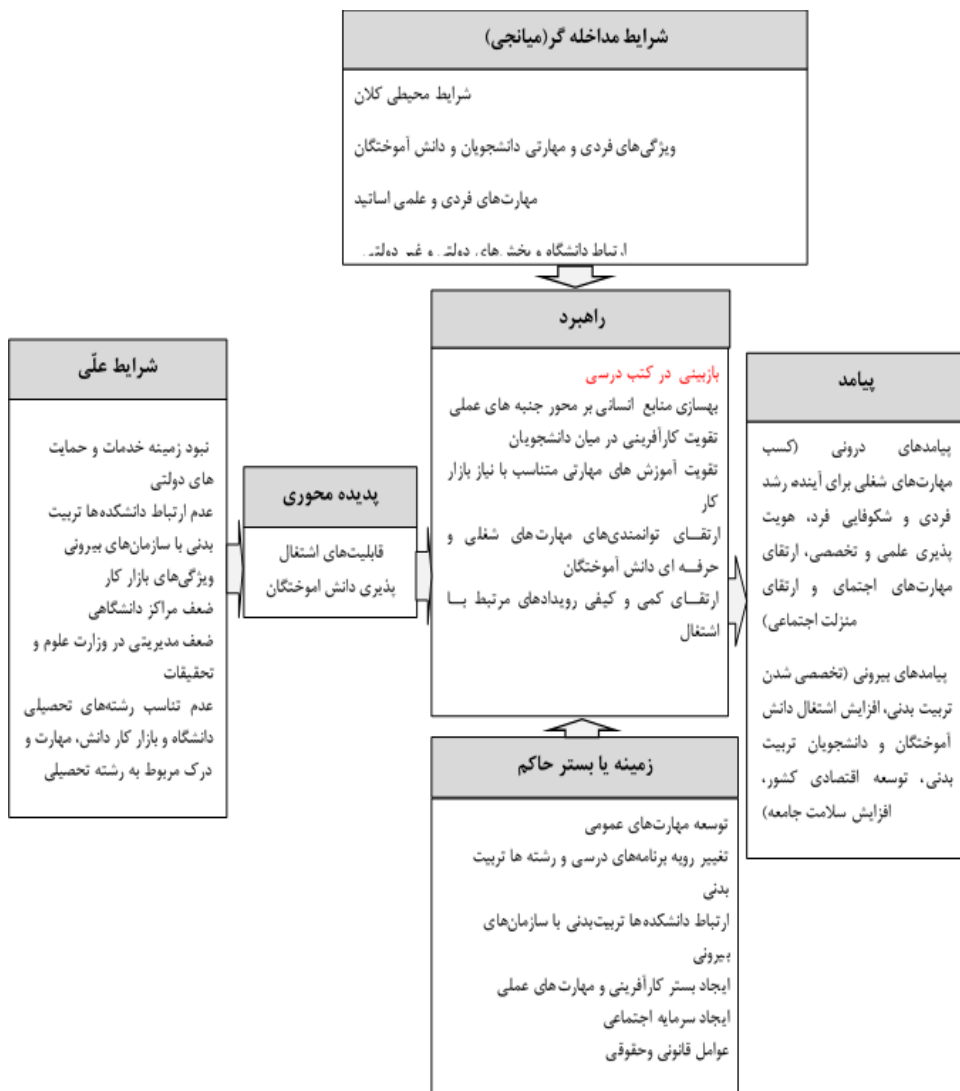 شرایط مداخله گر(میانجی)
شرایط محیطی کلان
ویژگی‌های فردی و مهارتی دانشجویان و دانش آموختگان
مهارت‌های فردی و علمی اساتید
ارتباط دانشگاه و بخش‌های دولتی و غیر دولتی
شرایط علّی
نبود زمینه خدمات و حمایت
های دولتی
عدم ارتباط دانشکده‌ها تربیت
بدنی با سازمان‌های بیرونی
ویژگی‌های بازار کار
ضعف مراکز دانشگاهی
ضعف مدیریتی در وزارت علوم و
تحقیقات
عدم تناسب رشته‌های تحصیلی
دانشگاه و بازار کار دانش، مهارت و
درک مربوط به رشته تحصیلی
پدیده محوری
قابلیت‌های اشتغال
پذیری دانش اموختگان
راهبرد
بازبینی در کتب درسی
بهسازی منابع انسانی بر محور جنبه های عملی
تقویت کارآفرینی در میان دانشجویان
تقویت آموزش های مهارتی متناسب با نیاز بازار
کار
ارتقای توانمندی‌های مهارت‌های شغلی و
حرفه ای دانش آموختگان
ارتقای کمی و کیفی رویدادهای مرتبط با
اشتغال
زمینه یا بستر حاکم
توسعه مهارت‌های عمومی
تغییر رویه برنامه‌های درسی و رشته ها تربیت
بدنی
ارتباط دانشکده‌ها تربیت‌بدنی با سازمان‌های
بیرونی
ایجاد بستر کارآفرینی و مهارت های عملی
ایجاد سرمایه اجتماعی
عوامل قانونی وحقوقی
پیامد
پیامدهای درونی (کسب
مهارت‌های شغلی برای آینده، رشد
فردی و شکوفایی فرد، هویت
پذیری علمی و تخصصی، ارتقای
مهارت‌های اجتمای و ارتقای
منزلت اجتماعی)
پیامدهای بیرونی (تخصصی شدن
تربیت بدنی، افزایش اشتغال دانش
آموختگان و دانشجویان تربیت
بدنی، توسعه اقتصادی کشور،
افزایش سلامت جامعه)